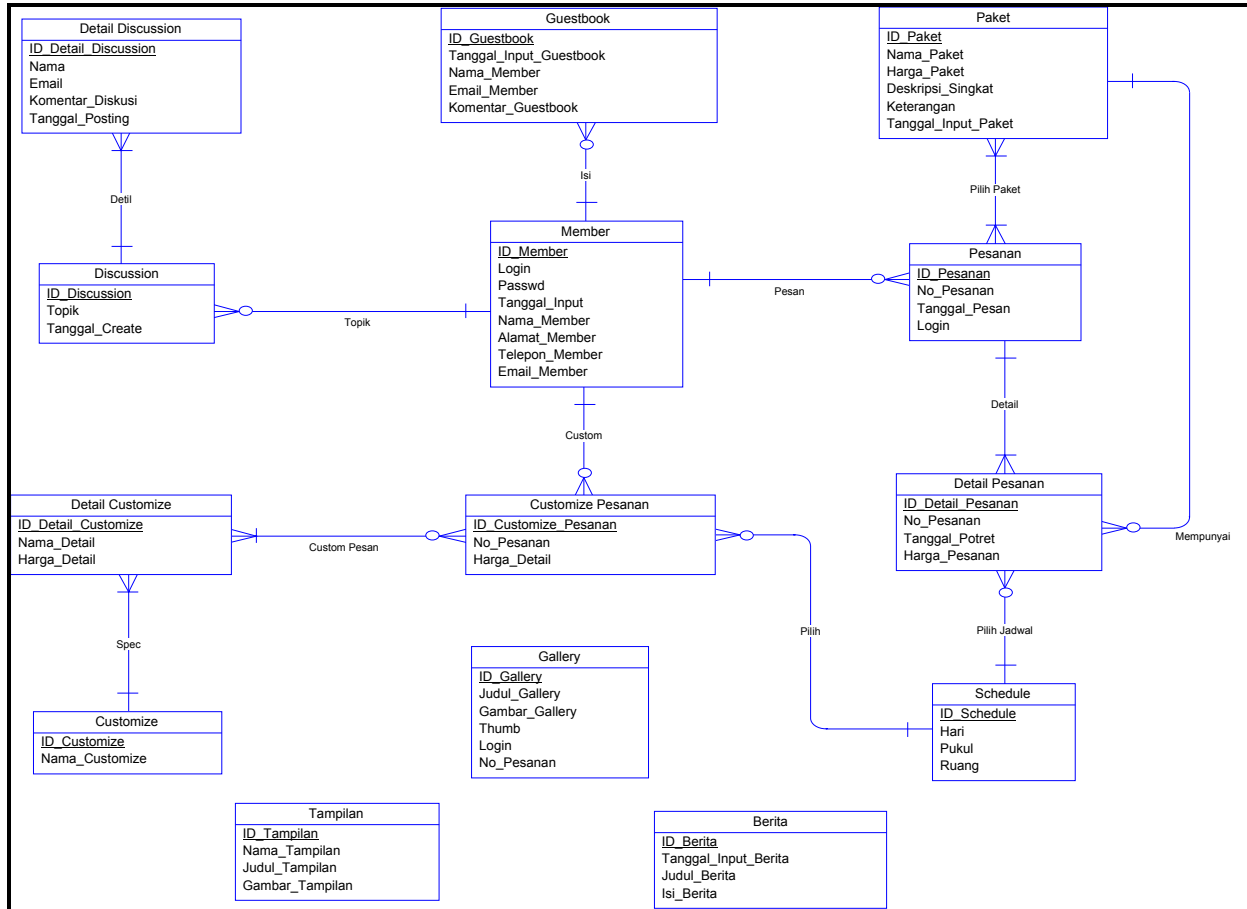 Detail Discussion
ID_Detail_Discussion
Nama
Email
Komentar_Diskusi
Tanggal_Posting
Guestbook
ID_Guestbook
Tanggal_Input_Guestbook
Nama_Member
Email_Member
Komentar_Guestbook
Paket
ID_Paket
Nama_Paket
Harga_Paket
Deskripsi_Singkat
Keterangan
Tanggal_Input_Paket
Detil
Isi
Pilih Paket
Discussion
ID_Discussion
Topik
Tanggal_Create
Topik
Member
ID_Member
Login
Passwd
Tanggal_Input
Nama_Member
Alamat_Member
Telepon_Member
Email_Member
Pesan
Pesanan
ID_Pesanan
No_Pesanan
Tanggal_Pesan
Login
Custom
Detail
Detail Customize
ID_Detail_Customize
Nama_Detail
Harga_Detail
Custom Pesan
Customize Pesanan
ID_Customize_Pesanan
No_Pesanan
Harga_Detail
Detail Pesanan
ID_Detail_Pesanan
No_Pesanan
Tanggal_Potret
Harga_Pesanan
Mempunyai
Spec
Pilih
Pilih Jadwal
Customize
ID_Customize
Nama_Customize
Gallery
ID_Gallery
Judul_Gallery
Gambar_Gallery
Thumb
Login
No_Pesanan
Schedule
ID_Schedule
Hari
Pukul
Ruang
Tampilan
ID_Tampilan
Nama_Tampilan
Judul_Tampilan
Gambar_Tampilan
Berita
ID_Berita
Tanggal_Input_Berita
Judul_Berita
Isi_Berita